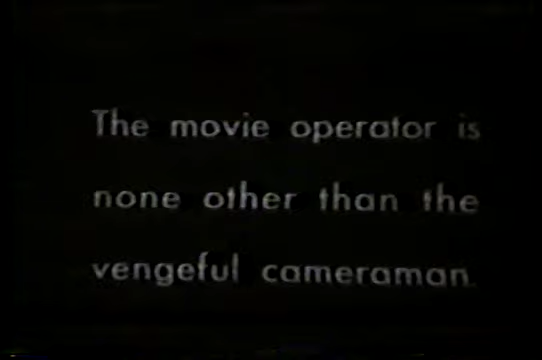 The movie operator is
none other than the
vengeful cameraman.